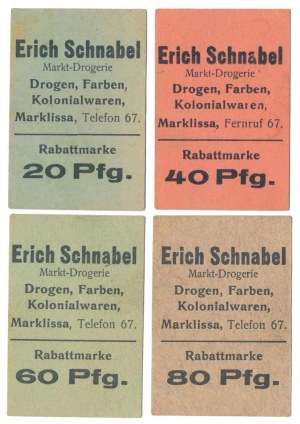 Erich Schnabel
Markt-Drogerie
Drogen, Farben,
Kolonialwaren,
Marklissa, Telefon 67.
Rabattmarke
20 Pfg.
Erich Schnabel
Markt-Drogerie
Drogen, Farben,
Kolonialwaren,
Marklissa, Fernruf 67.
Rabattmarke
40 Pfg.
Erich Schnabel
Markt-Drogerie
Drogen, Farben,
Kolonialwaren,
Marklissa, Telefon 67.
Rabattmarke
60 Pfg.
Erich Schnabel
Markt-Drogerie
Drogen, Farben,
Kolonialwaren,
Marklissa, Telefon 67.
Rabattmarke
80 Pfg.